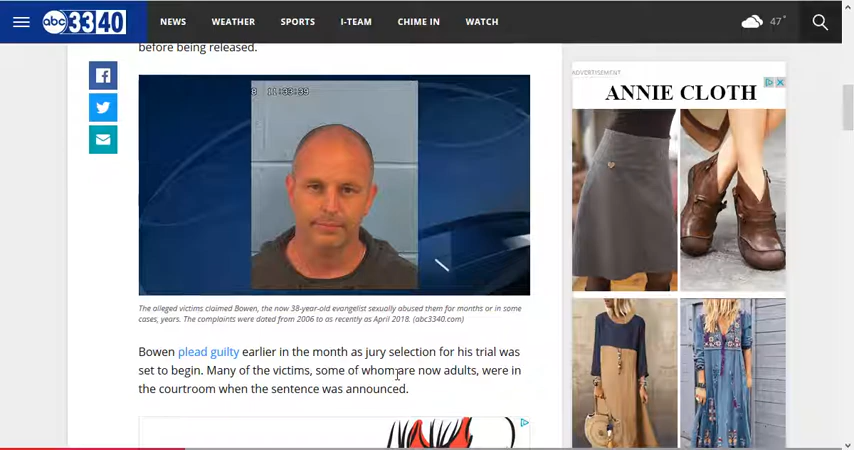 abc 33 40
NEWS WEATHER SPORTS I-TEAM CHIME IN WATCH
47°
before being released.
8 11:33:39
ADVERTISEMENT
ANNIE CLOTH
The alleged victims claimed Bowen, the now 38-year-old evangelist sexually abused them for months or in some
cases, years. The complaints were dated from 2006 to as recently as April 2018. (abc3340.com)
Bowen plead guilty earlier in the month as jury selection for his trial was
set to begin. Many of the victims, some of whom are now adults, were in
the courtroom when the sentence was announced.